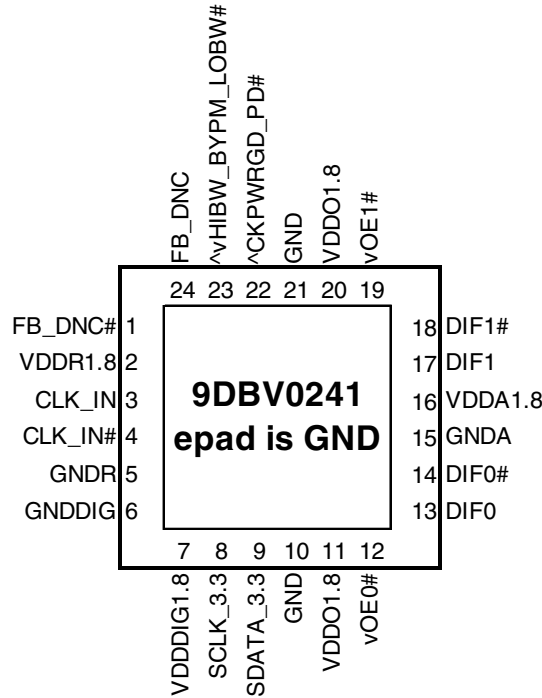 FB_DNC
^vHIBW_BYPM_LOBW#
^CKPWRGD_PD#
GND
VDDO1.8
vOE1#
24 23 22 21 20 19
FB_DNC# 1
VDDR1.8 2
CLK_IN 3
CLK_IN# 4
GNDR 5
GNDDIG 6
9DBV0241
epad is GND
18 DIF1#
17 DIF1
16 VDDA1.8
15 GNDA
14 DIF0#
13 DIF0
7 8 9 10 11 12
VDDDIG1.8
SCLK_3.3
SDATA_3.3
GND
VDDO1.8
vOE0#